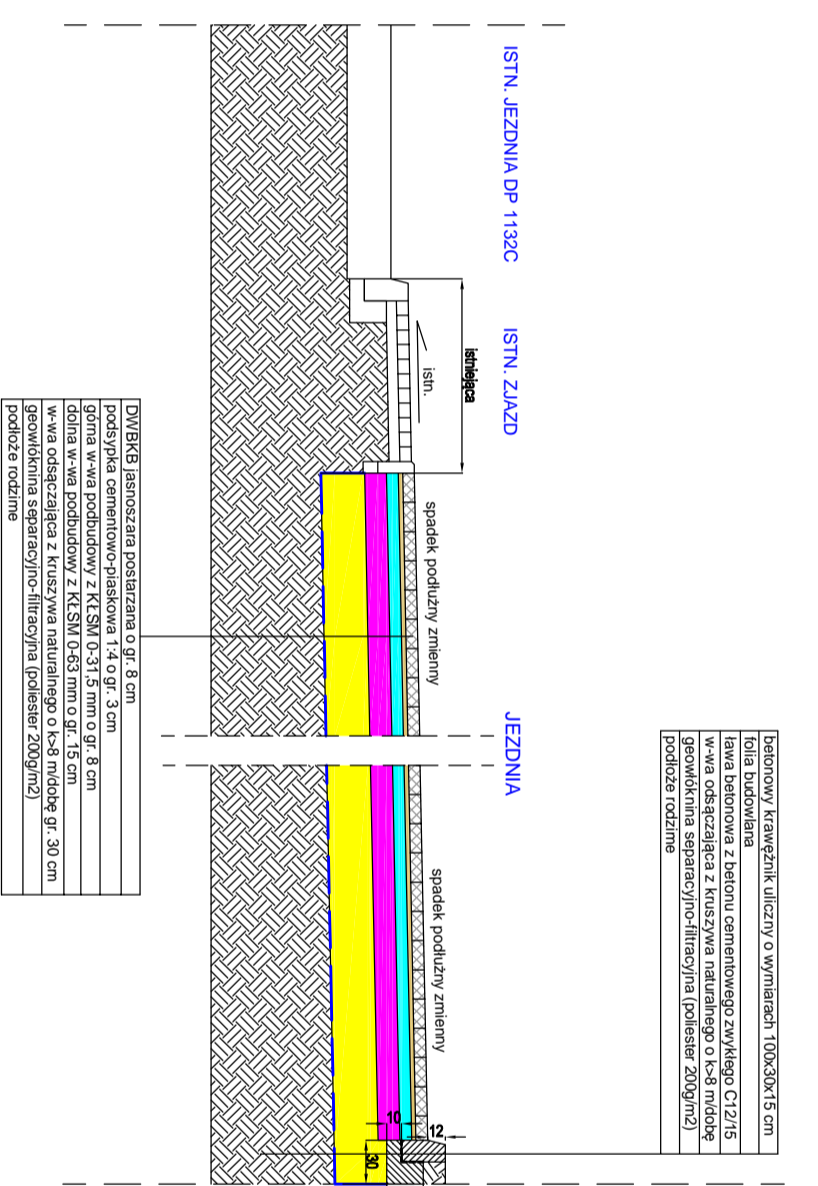 betonowy krawężnik uliczny o wymiarach 100x30x15 cm
folia budowlana
ława betonowa z betonu cementowego zwykłego C12/15
w-wa odsączająca z kruszywa naturalnego o k>8 m/dobę
geowłóknina separacyjno-filtracyjna (poliester 200g/m2)
podłoże rodzime
ISTN. JEZDNIA DP 1132C
ISTN. ZJAZD
JEZDNIA
istniejąca
istn.
spadek podłużny zmienny
spadek podłużny zmienny
12
10
30
DWBKB jasnoszara postarzana o gr. 8 cm
podsypka cementowo-piaskowa 1:4 o gr. 3 cm
górna w-wa podbudowy z KŁSM 0-31,5 mm o gr. 8 cm
dolna w-wa podbudowy z KŁSM 0-63 mm o gr. 15 cm
w-wa odsączająca z kruszywa naturalnego o k>8 m/dobę gr. 30 cm
geowłóknina separacyjno-filtracyjna (poliester 200g/m2)
podłoże rodzime